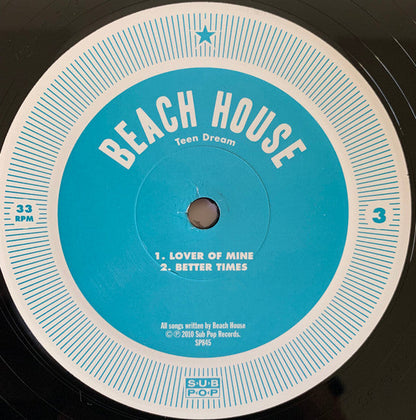 BEACH HOUSE
Teen Dream
33
RPM
3
1. LOVER OF MINE
2. BETTER TIMES
All songs written by Beach House
©℗2010 Sub Pop Records.
SP845
SUB
POP